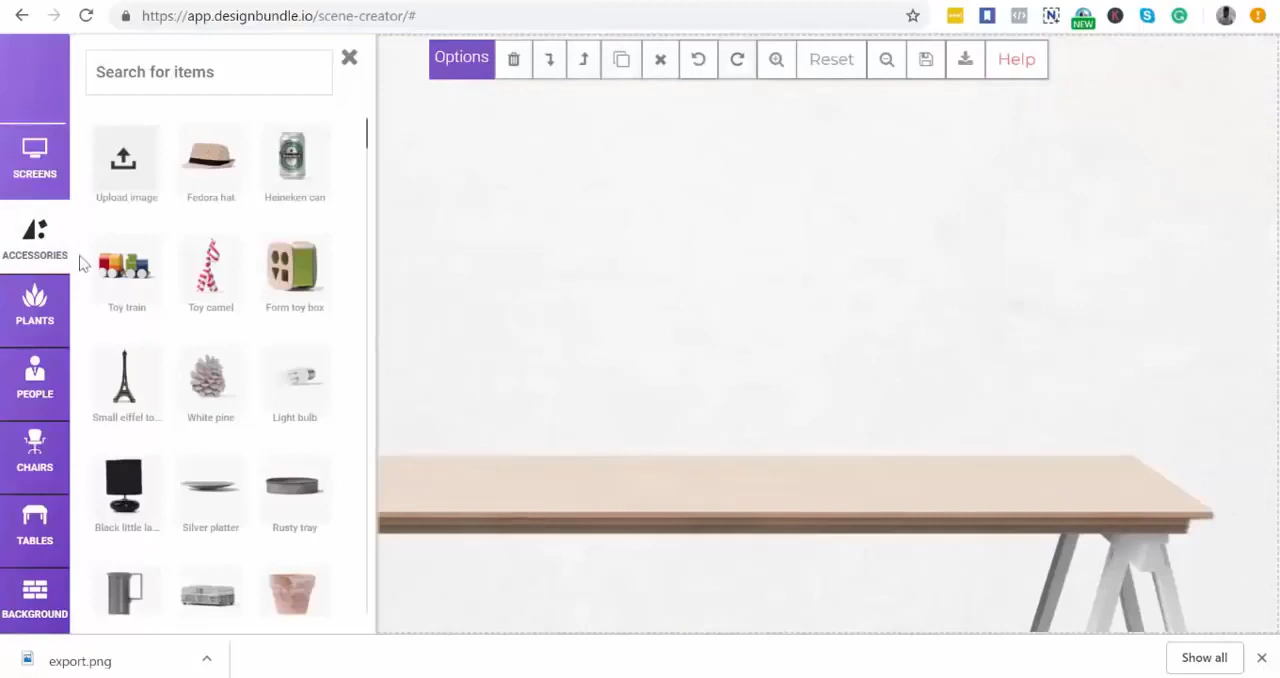 https://app.designbundle.io/scene-creator/#
NEW
Search for items
Options
Reset
Help
SCREENS
ACCESSORIES
PLANTS
PEOPLE
CHAIRS
TABLES
BACKGROUND
Upload image
Fedora hat
Heineken can
Toy train
Toy camel
Form toy box
Small eiffel to...
White pine
Light bulb
Black little la...
Silver platter
Rusty tray
export.png
Show all